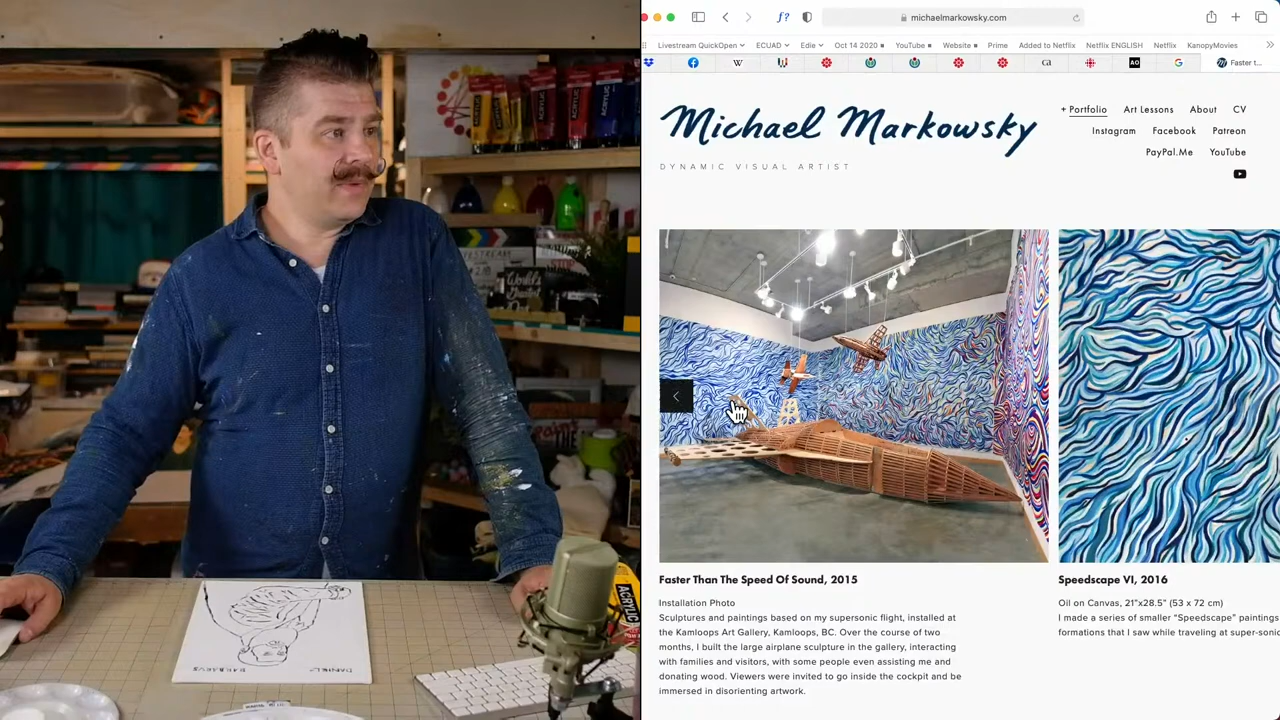 michaelmarkowsky.com
Livestream QuickOpen ECUAD Edie Oct 14 2020 YouTube Website Prime Added to Netflix Netflix ENGLISH Netflix KanopyMovies
W Ga AO G Faster t...
Michael Markowsky
DYNAMIC VISUAL ARTIST
+ Portfolio Art Lessons About CV
Instagram Facebook Patreon
PayPal.Me YouTube
Faster Than The Speed Of Sound, 2015
Installation Photo
Sculptures and paintings based on my supersonic flight, installed at
the Kamloops Art Gallery, Kamloops, BC. Over the course of two
months, I built the large airplane sculpture in the gallery, interacting
with families and visitors, with some people even assisting me and
donating wood. Viewers were invited to go inside the cockpit and be
immersed in disorienting artwork.
Speedscape VI, 2016
on Canvas, 21"x28.5" (53 x 72 cm)
I made a series of smaller "Speedscape" paintings
formations that I saw while traveling at super-sonic
ACRYLIC
World's
DANIEL